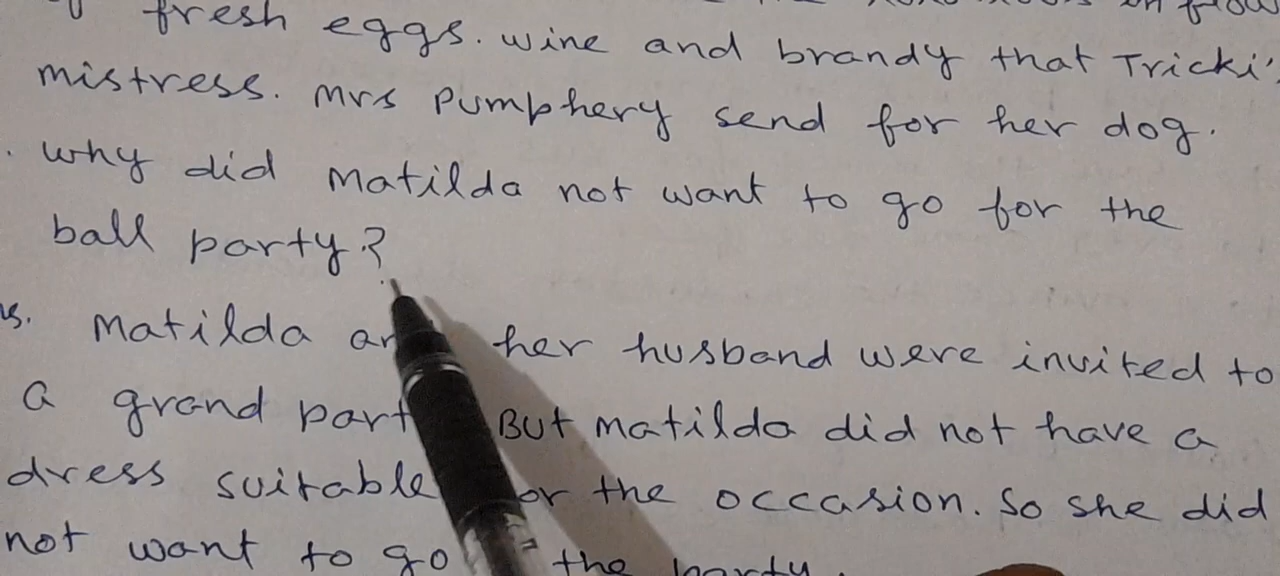 fresh eggs. wine and brandy that Tricki'
mistress. Mrs Pumphery send for her dog.
. Why did Matilda not want to go for the
ball party?
s. Matilda her husband were invited to
a grand But Matilda did not have a
dress suitable the occasion. So she did
not want to go the party.